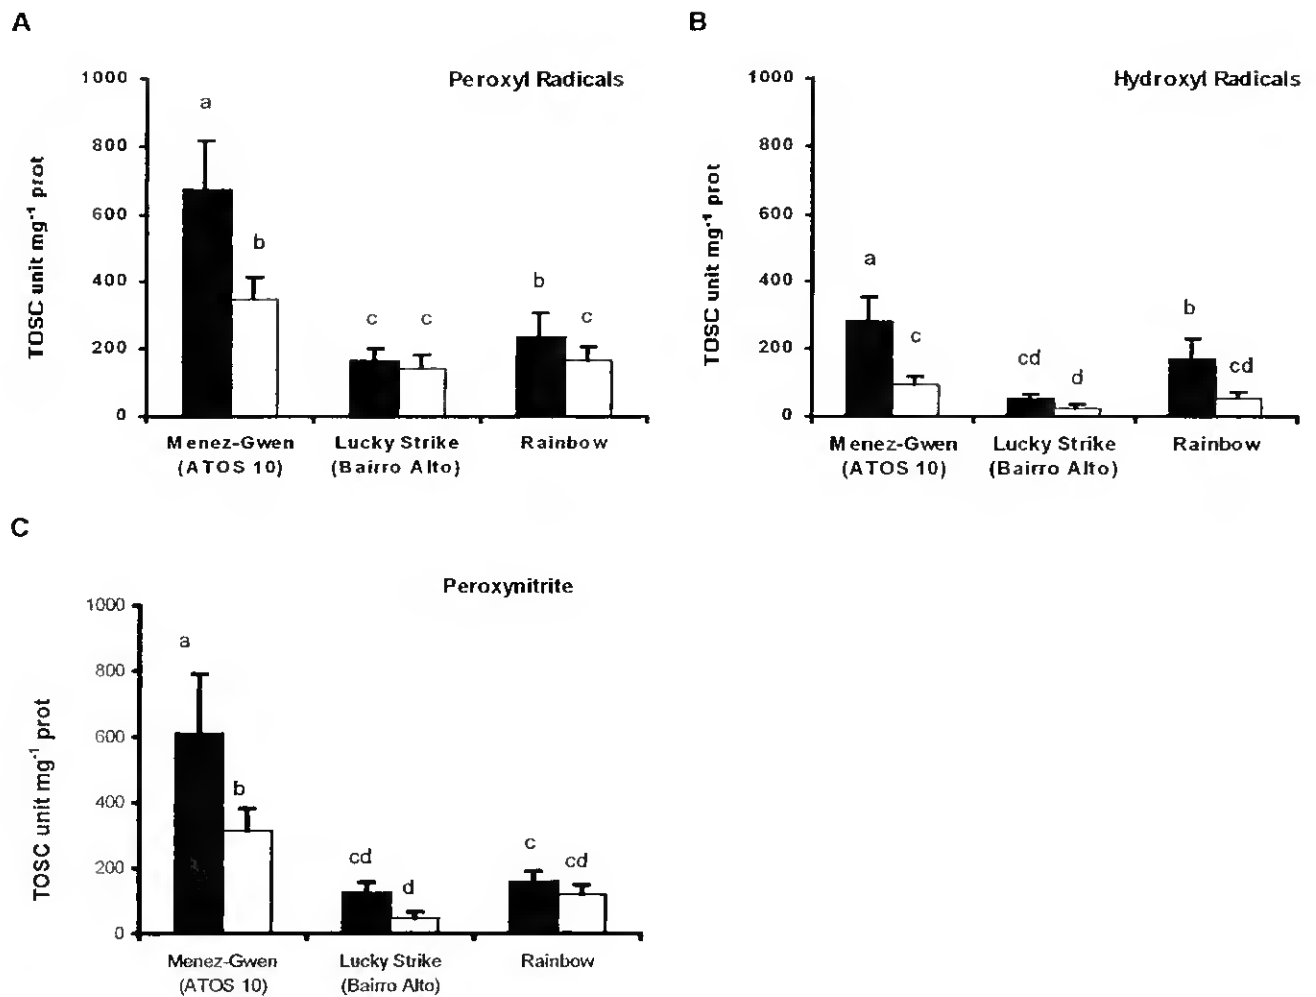 A
Peroxyl Radicals
TOSC unit mg⁻¹ prot
1000
800
600
400
200
0
a
b
c
c
b
c
Menez-Gwen
(ATOS 10)
Lucky Strike
(Bairro Alto)
Rainbow
B
Hydroxyl Radicals
TOSC unit mg⁻¹ prot
1000
800
600
400
200
0
a
c
cd
d
b
cd
Menez-Gwen
(ATOS 10)
Lucky Strike
(Bairro Alto)
Rainbow
C
Peroxynitrite
TOSC unit mg⁻¹ prot
1000
800
600
400
200
0
a
b
cd
d
c
cd
Menez-Gwen
(ATOS 10)
Lucky Strike
(Bairro Alto)
Rainbow